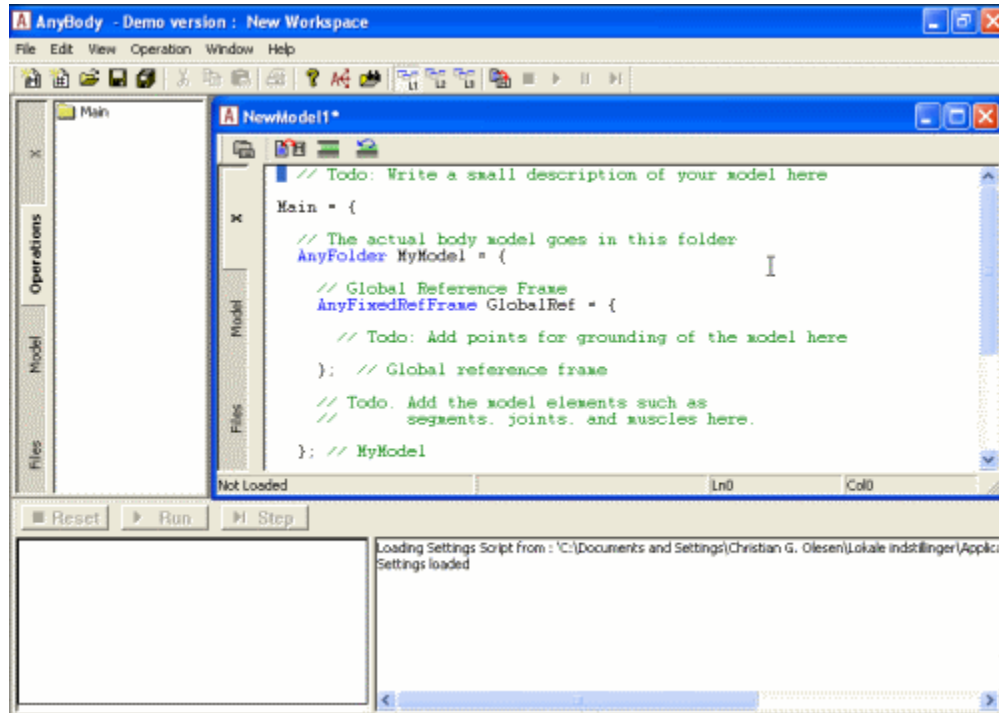 AnyBody - Demo version : New Workspace
File Edit View Operation Window Help
Main
NewModel1*
Operations
Model
Files
Model
Files
// Todo: Write a small description of your model here
Main = {
// The actual body model goes in this folder
AnyFolder MyModel = {
// Global Reference Frame
AnyFixedRefFrame GlobalRef = {
// Todo: Add points for grounding of the model here
}; // Global reference frame
// Todo. Add the model elements such as
// segments. joints. and muscles here.
}; // MyModel
Not Loaded Ln0 Col0
Reset Run Step
Loading Settings Script from : 'C:\Documents and Settings\Christian G. Olesen\Lokale indstillinger\Applica
Settings loaded